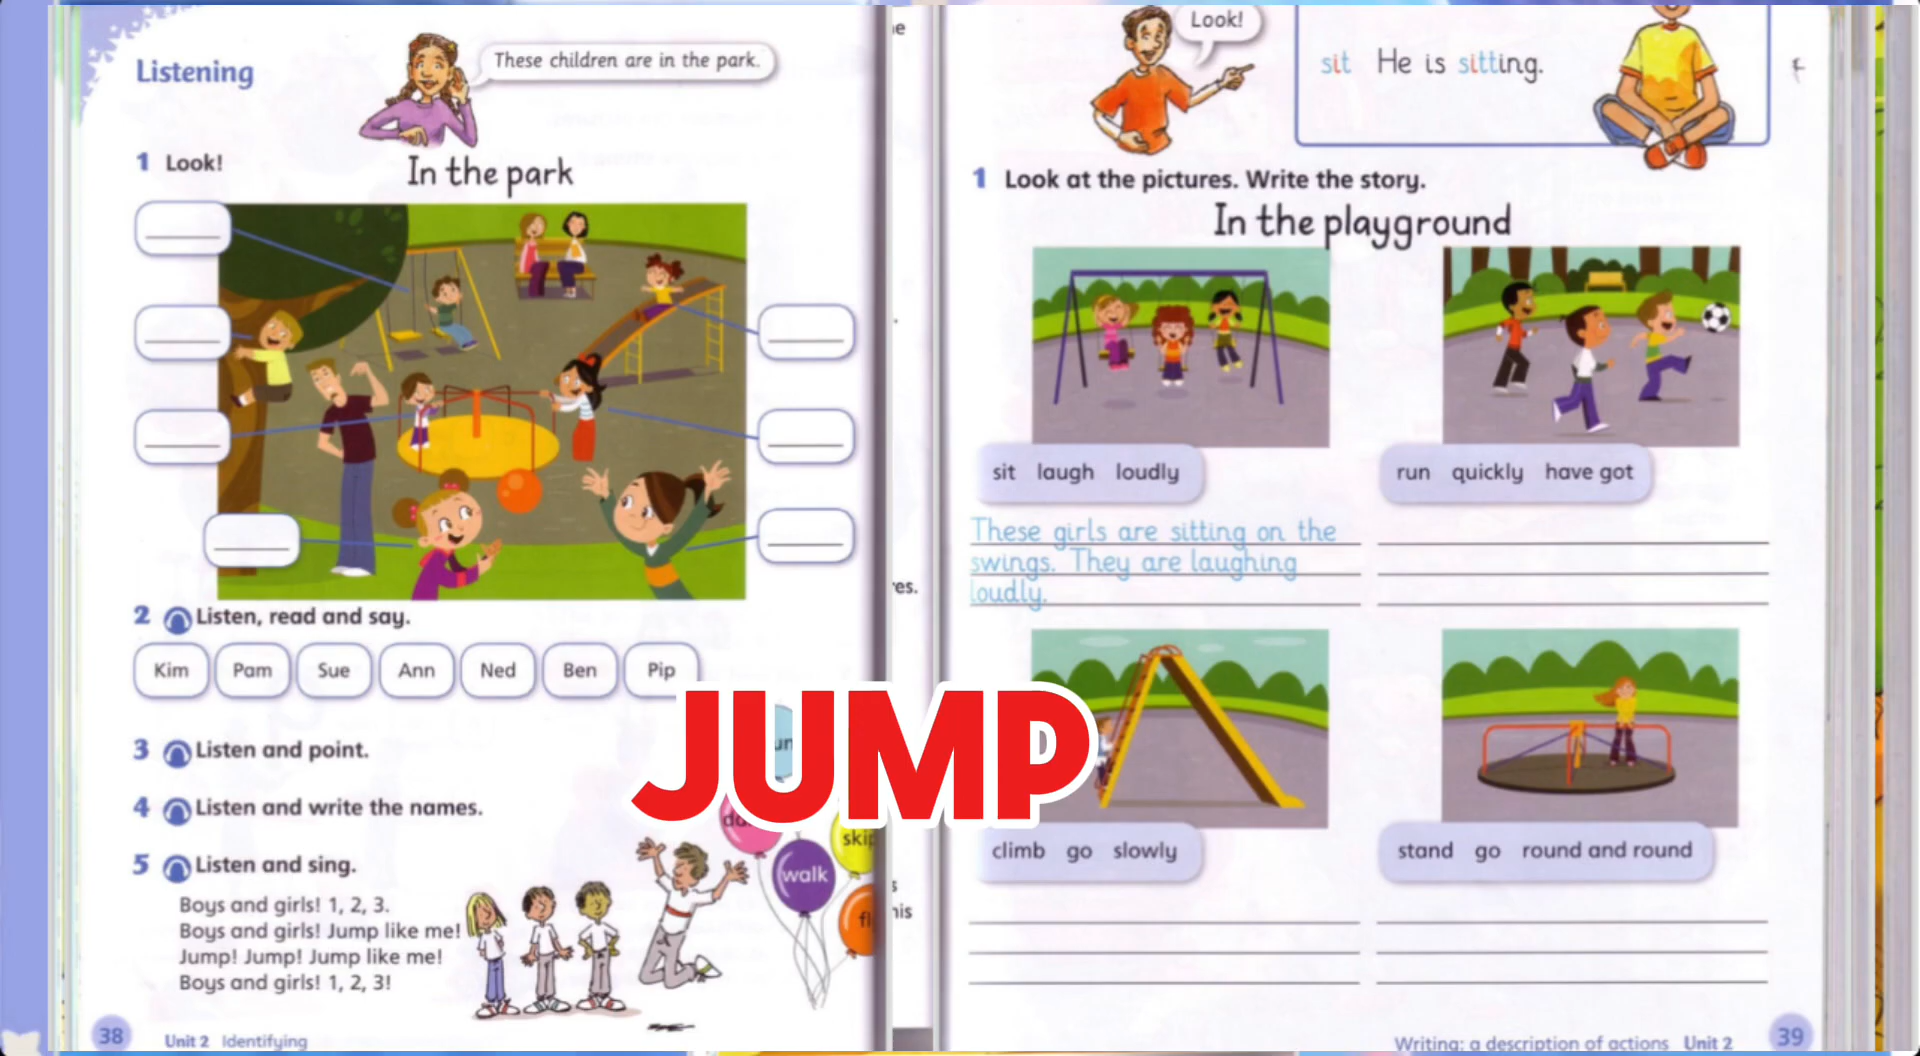 Listening
These children are in the park.
1 Look!
In the park
2 Listen, read and say.
Kim Pam Sue Ann Ned Ben Pip
3 Listen and point.
4 Listen and write the names.
5 Listen and sing.
Boys and girls! 1, 2, 3.
Boys and girls! Jump like me!
Jump! Jump! Jump like me!
Boys and girls! 1, 2, 3!
walk
38 Unit 2 Identifying
JUMP
Look!
sit He is sitting.
1 Look at the pictures. Write the story.
In the playground
sit laugh loudly
run quickly have got
These girls are sitting on the
swings. They are laughing
loudly.
climb go slowly
stand go round and round
Writing: a description of actions Unit 2 39